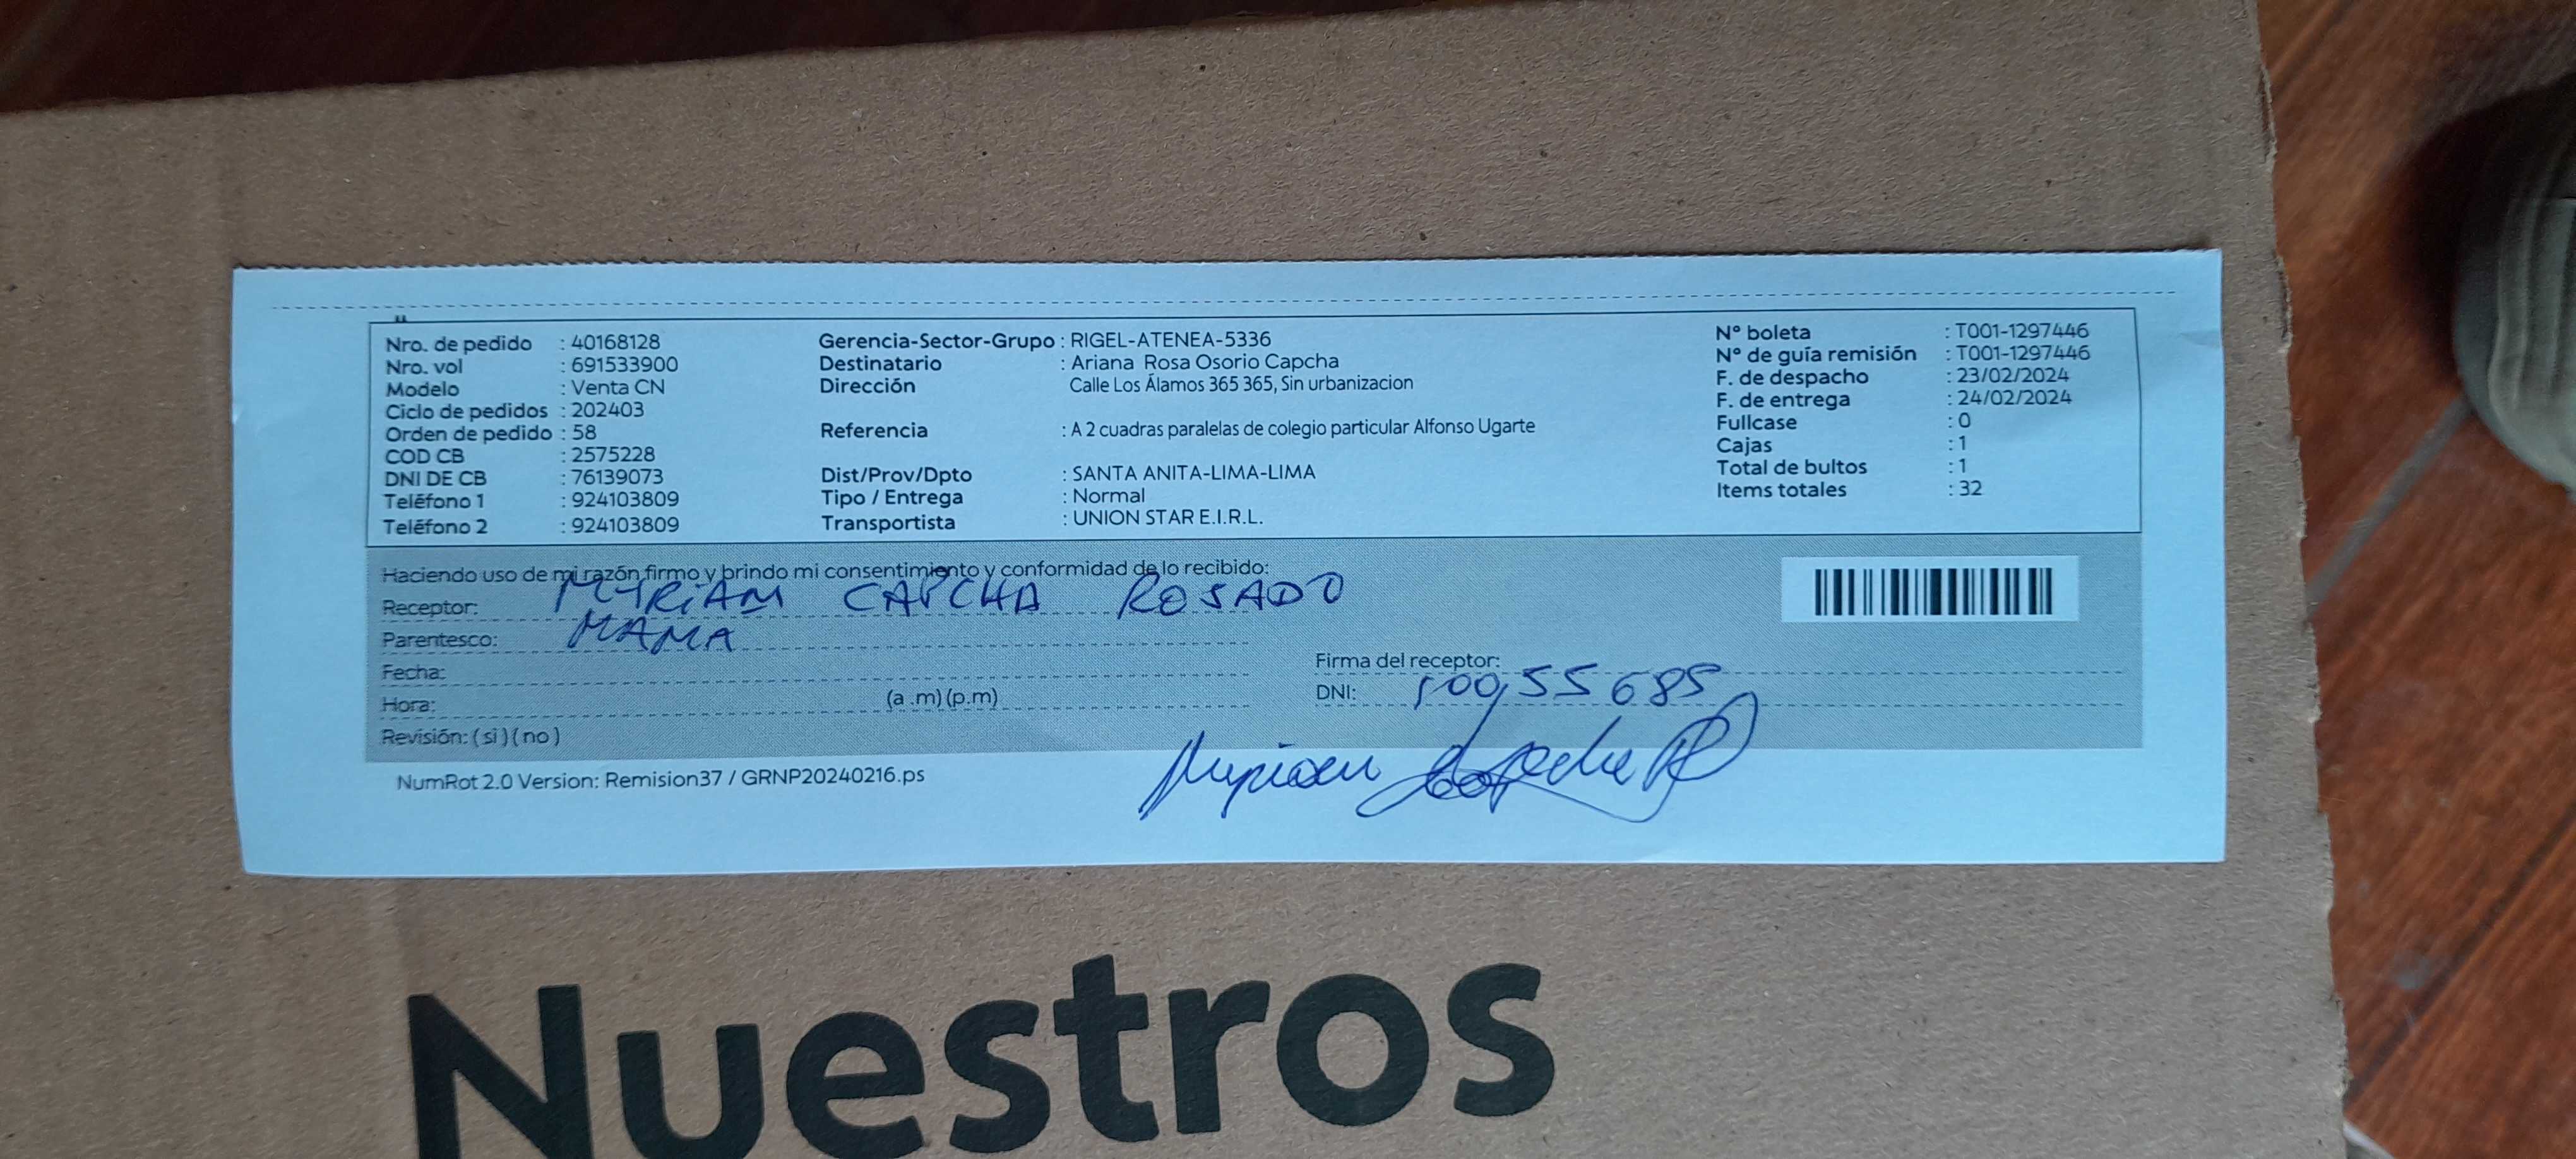 Nro. de pedido : 40168128
Nro. vol : 691533900
Modelo : Venta CN
Ciclo de pedidos : 202403
Orden de pedido : 58
COD CB : 2575228
DNI DE CB : 76139073
Teléfono 1 : 924103809
Teléfono 2 : 924103809
Gerencia-Sector-Grupo : RIGEL-ATENEA-5336
Destinatario : Ariana Rosa Osorio Capcha
Dirección Calle Los Álamos 365 365, Sin urbanizacion
Referencia : A 2 cuadras paralelas de colegio particular Alfonso Ugarte
Dist/Prov/Dpto : SANTA ANITA-LIMA-LIMA
Tipo / Entrega : Normal
Transportista : UNION STAR E.I.R.L.
N° boleta : T001-1297446
N° de guía remisión : T001-1297446
F. de despacho : 23/02/2024
F. de entrega : 24/02/2024
Fullcase : 0
Cajas : 1
Total de bultos : 1
Items totales : 32
Haciendo uso de mi razón firmo y brindo mi consentimiento y conformidad de lo recibido:
Receptor: MYRIAM CAPCHA ROSADO
Parentesco: MAMA
Fecha:
Hora: (a .m) (p.m)
Revisión: ( si ) ( no )
Firma del receptor:
DNI:
NumRot 2.0 Version: Remision37 / GRNP20240216.ps
Nuestros